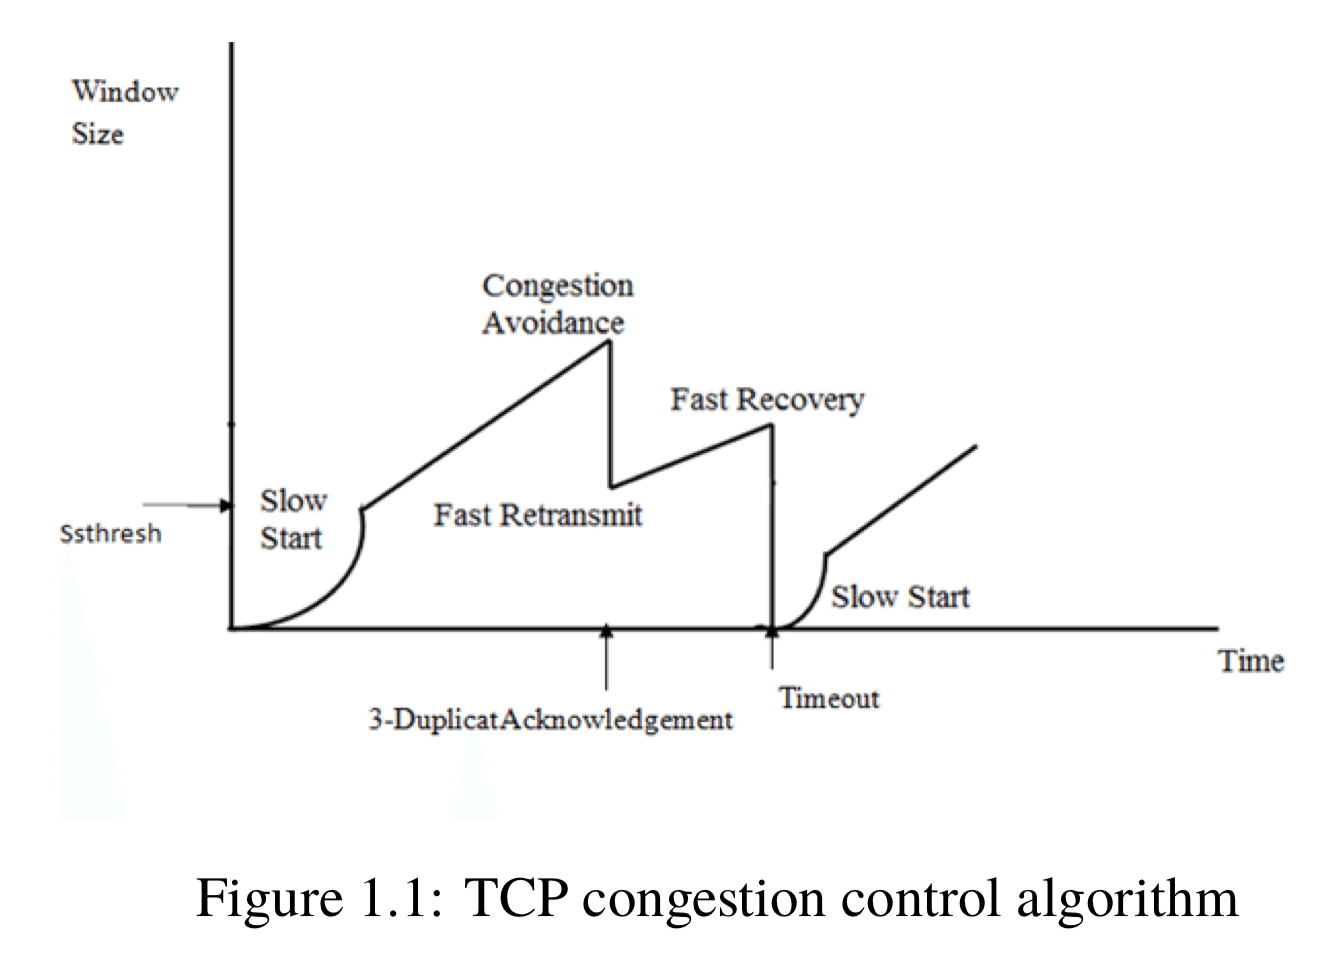 Window
Size
Congestion
Avoidance
Fast Recovery
Slow
Start
Ssthresh
Fast Retransmit
Slow Start
Time
3-DuplicatAcknowledgement
Timeout
Figure 1.1: TCP congestion control algorithm